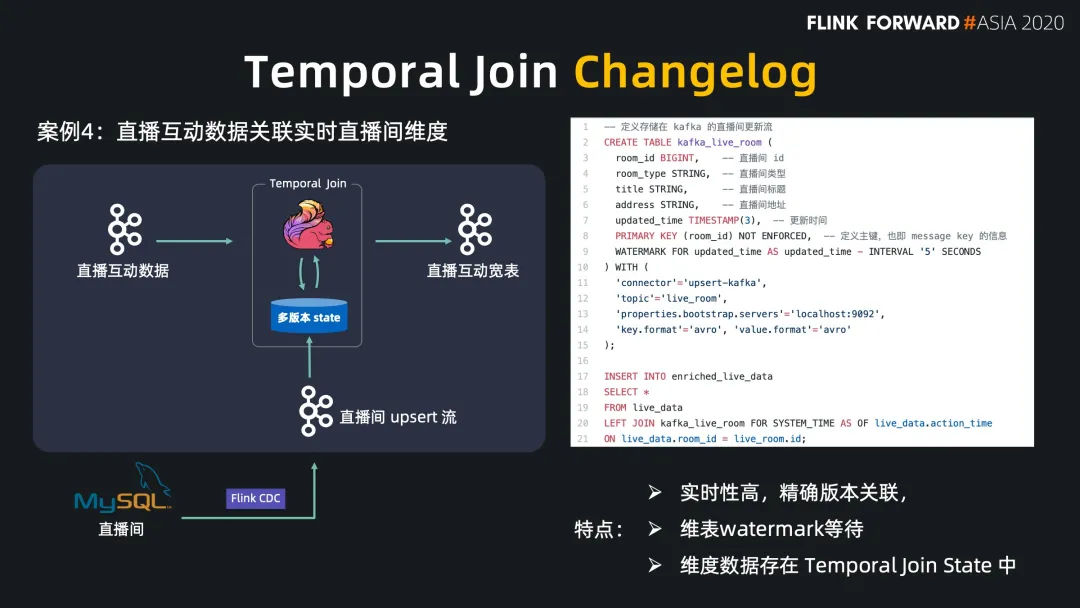 FLINK FORWARD #ASIA 2020
Temporal Join Changelog
案例4：直播互动数据关联实时直播间维度
Temporal Join
直播互动数据
直播互动宽表
多版本 state
直播间 upsert 流
MySQL
Flink CDC
直播间
1 -- 定义存储在 kafka 的直播间更新流
2 CREATE TABLE kafka_live_room (
3 room_id BIGINT, -- 直播间 id
4 room_type STRING, -- 直播间类型
5 title STRING, -- 直播间标题
6 address STRING, -- 直播间地址
7 updated_time TIMESTAMP(3), -- 更新时间
8 PRIMARY KEY (room_id) NOT ENFORCED, -- 定义主键，也即 message key 的信息
9 WATERMARK FOR updated_time AS updated_time - INTERVAL '5' SECONDS
10 ) WITH (
11 'connector'='upsert-kafka',
12 'topic'='live_room',
13 'properties.bootstrap.servers'='localhost:9092',
14 'key.format'='avro', 'value.format'='avro'
15 );
16
17 INSERT INTO enriched_live_data
18 SELECT *
19 FROM live_data
20 LEFT JOIN kafka_live_room FOR SYSTEM_TIME AS OF live_data.action_time
21 ON live_data.room_id = live_room.id;
特点：
➢ 实时性高，精确版本关联，
➢ 维表watermark等待
➢ 维度数据存在 Temporal Join State 中